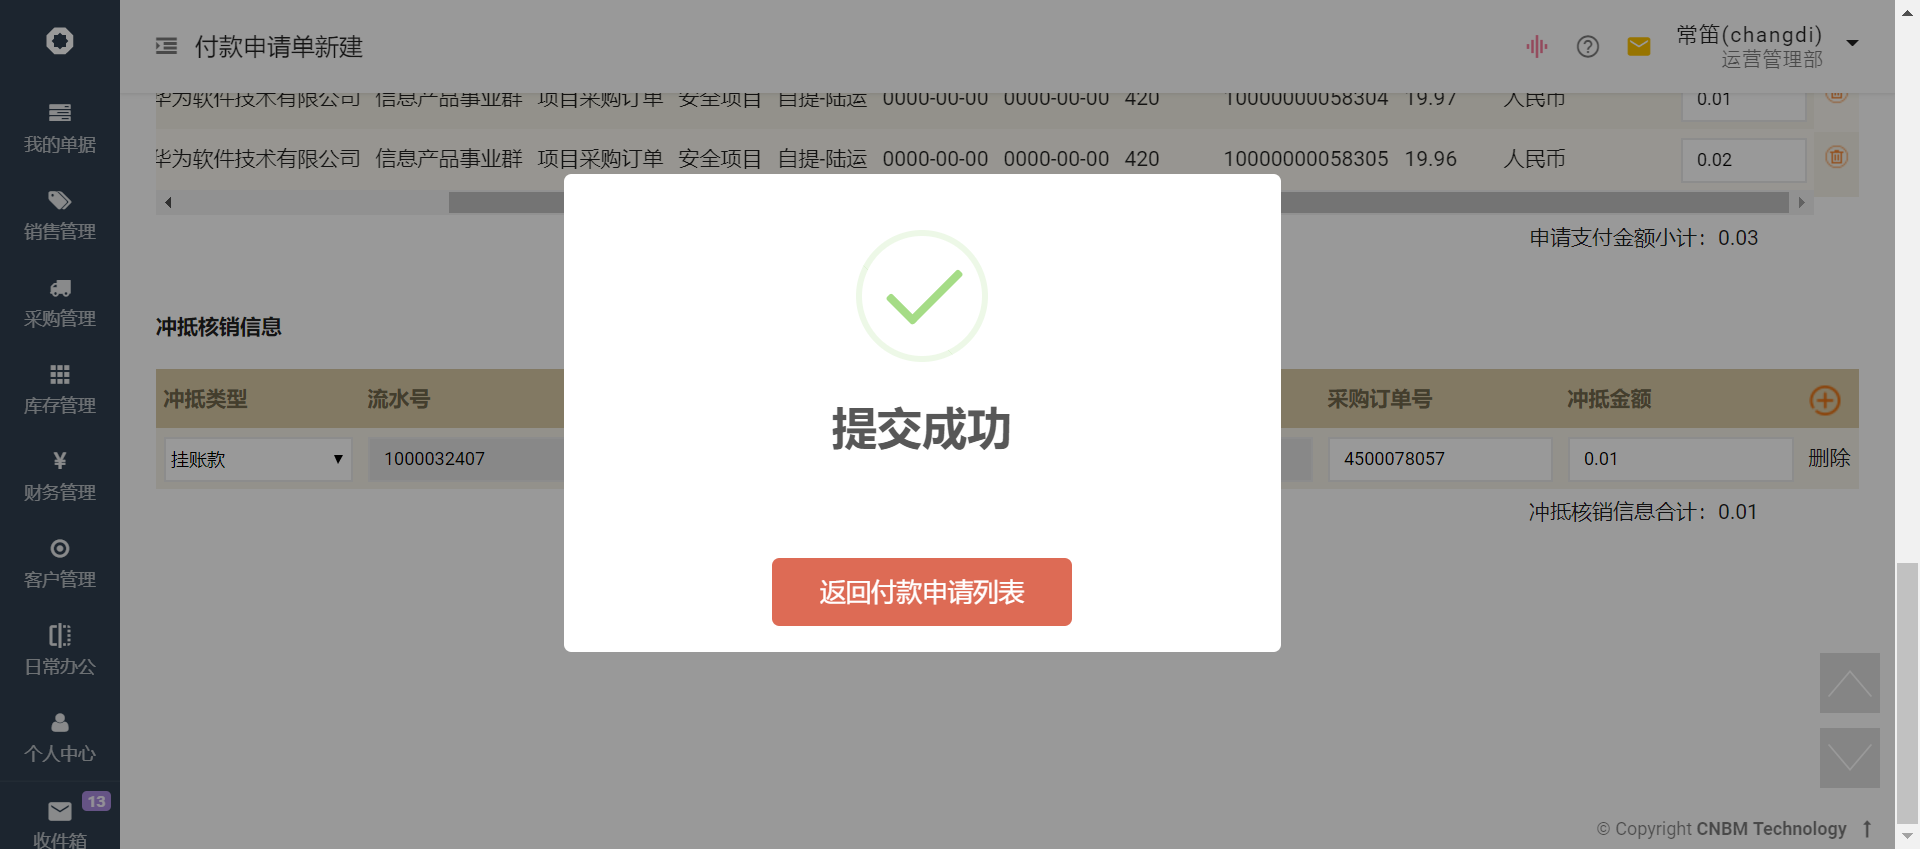 付款申请单新建
常笛(changdi)
运营管理部
我的单据
销售管理
采购管理
库存管理
财务管理
客户管理
日常办公
个人中心
13
收件箱
华为软件技术有限公司 信息产品事业群 项目采购订单 安全项目 自提-陆运 0000-00-00 0000-00-00 420 10000000058304 19.97 人民币 0.01
华为软件技术有限公司 信息产品事业群 项目采购订单 安全项目 自提-陆运 0000-00-00 0000-00-00 420 10000000058305 19.96 人民币 0.02
申请支付金额小计：0.03
冲抵核销信息
冲抵类型 流水号 采购订单号 冲抵金额
挂账款 1000032407 4500078057 0.01 删除
冲抵核销信息合计：0.01
提交成功
返回付款申请列表
© Copyright CNBM Technology